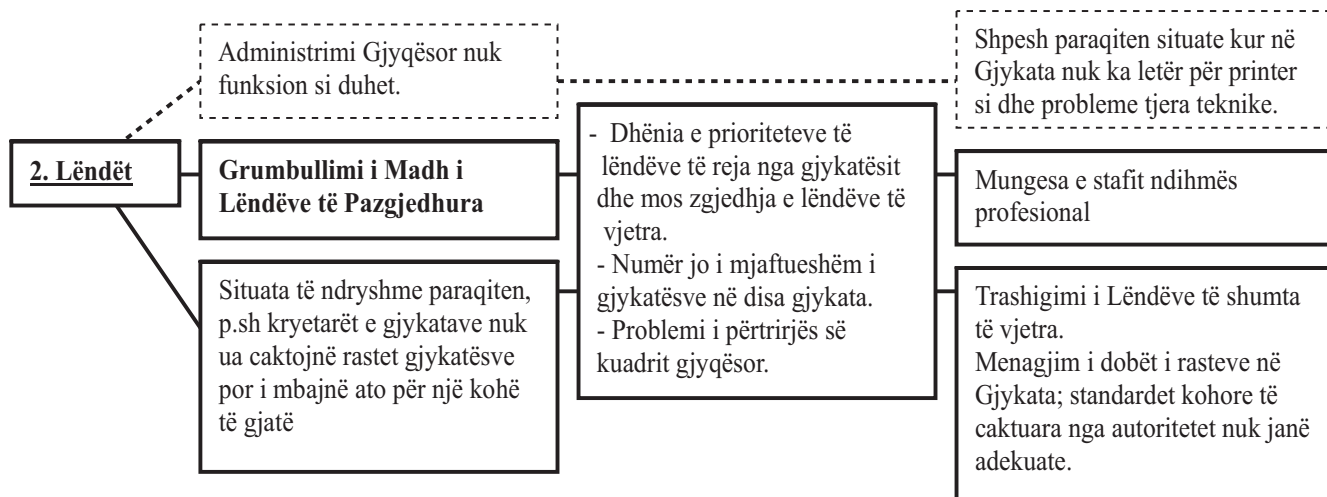 Administrimi Gjyqësor nuk
funksion si duhet.
Shpesh paraqiten situate kur në
Gjykata nuk ka letër për printer
si dhe probleme tjera teknike.
2. Lëndët
Grumbullimi i Madh i
Lëndëve të Pazgjedhura
- Dhënia e prioriteteve të
lëndëve të reja nga gjykatësit
dhe mos zgjedhja e lëndëve të
vjetra.
- Numër jo i mjaftueshëm i
gjykatësve në disa gjykata.
- Problemi i përtrirjës së
kuadrit gjyqësor.
Mungesa e stafit ndihmës
profesional
Situata të ndryshme paraqiten,
p.sh kryetarët e gjykatave nuk
ua caktojnë rastet gjykatësve
por i mbajnë ato për një kohë
të gjatë
Trashigimi i Lëndëve të shumta
të vjetra.
Menagjim i dobët i rasteve në
Gjykata; standardet kohore të
caktuara nga autoritetet nuk janë
adekuate.